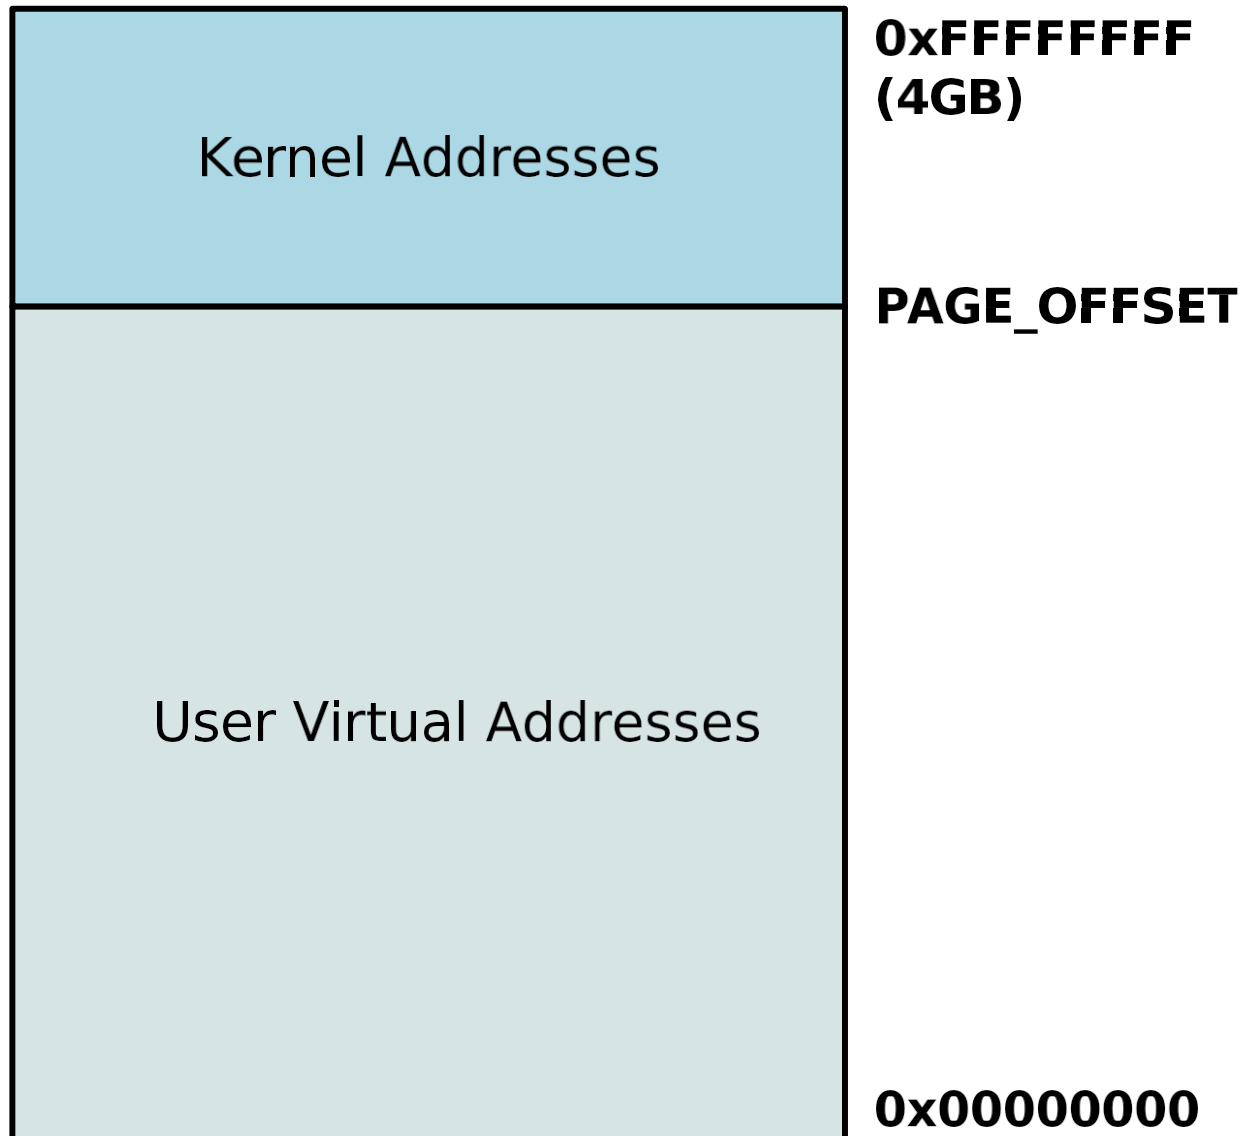 0xFFFFFFFF
(4GB)
Kernel Addresses
PAGE_OFFSET
User Virtual Addresses
0x00000000